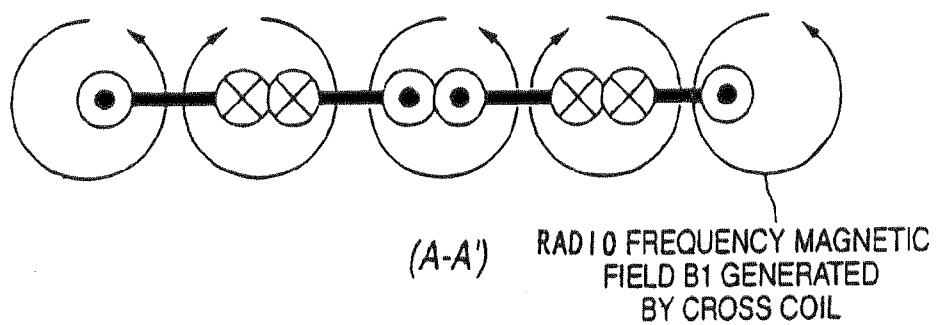 (A-A')
RADIO FREQUENCY MAGNETIC
FIELD B1 GENERATED
BY CROSS COIL